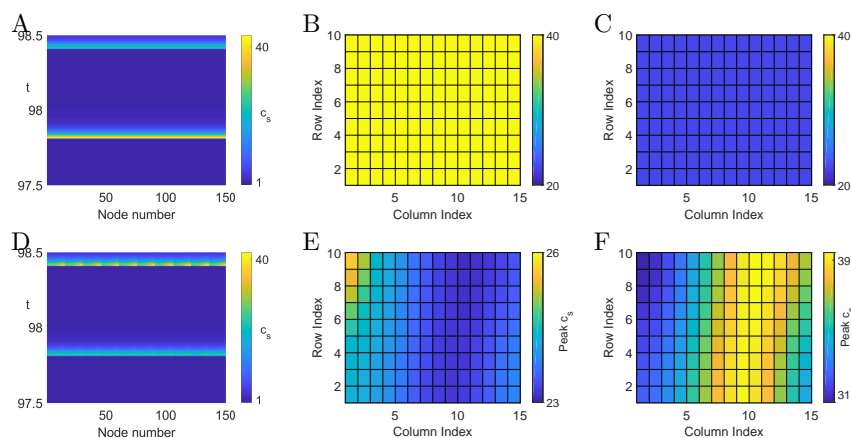 A
98.5
98
97.5
t
50
100
150
Node number
40
1
c_s
B
10
8
6
4
2
Row Index
5
10
15
Column Index
40
20
C
10
8
6
4
2
Row Index
5
10
15
Column Index
40
20
D
98.5
98
97.5
t
50
100
150
Node number
40
1
c_s
E
10
8
6
4
2
Row Index
5
10
15
Column Index
26
23
Peak c_s
F
10
8
6
4
2
Row Index
5
10
15
Column Index
39
31
Peak c_s